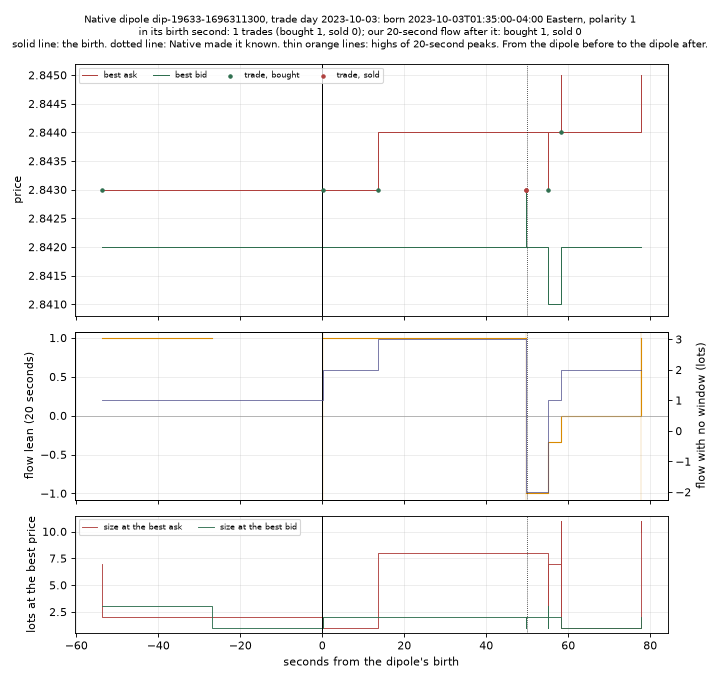 Native dipole dip-19633-1696311300, trade day 2023-10-03: born 2023-10-03T01:35:00-04:00 Eastern, polarity 1
in its birth second: 1 trades (bought 1, sold 0); our 20-second flow after it: bought 1, sold 0
solid line: the birth. dotted line: Native made it known. thin orange lines: highs of 20-second peaks. From the dipole before to the dipole after.
best ask
best bid
trade, bought
trade, sold
2.8450
2.8445
2.8440
2.8435
2.8430
2.8425
2.8420
2.8415
2.8410
price
1.0
0.5
0.0
−0.5
−1.0
flow lean (20 seconds)
3
2
1
0
−1
−2
flow with no window (lots)
size at the best ask
size at the best bid
10.0
7.5
5.0
2.5
lots at the best price
−60
−40
−20
0
20
40
60
80
seconds from the dipole's birth